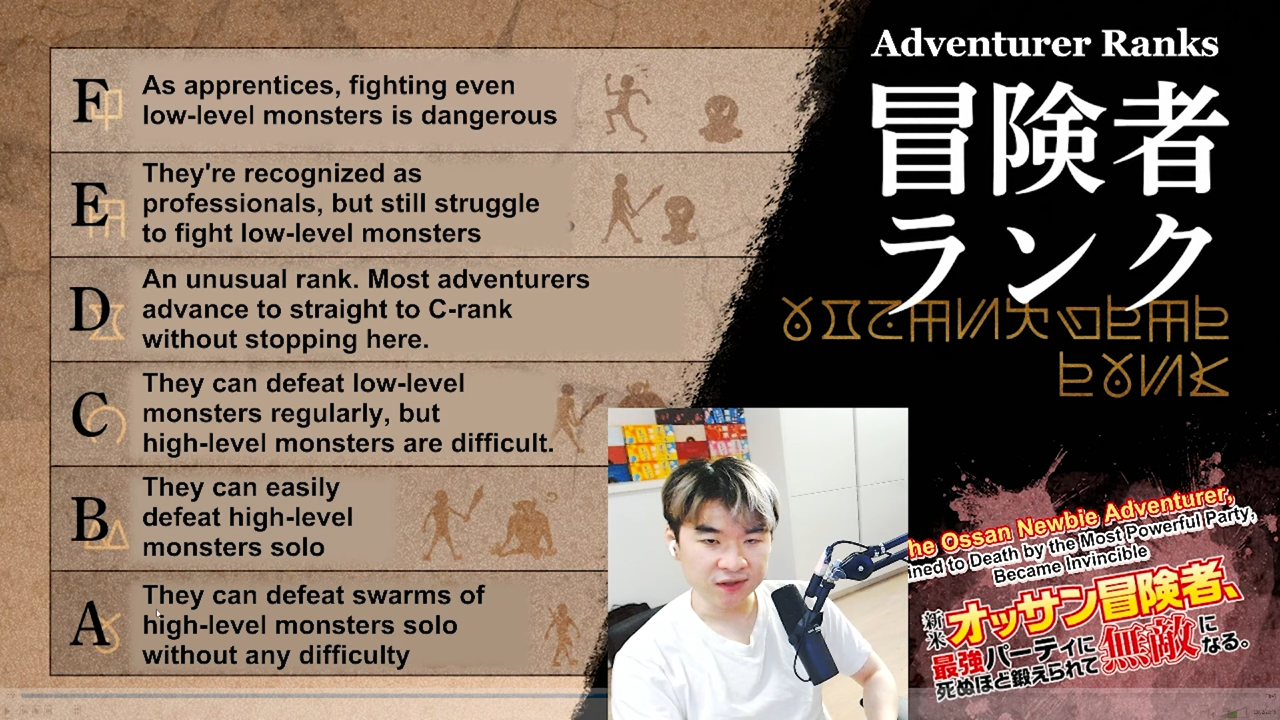 Adventurer Ranks
冒険者
ランク
F
As apprentices, fighting even
low-level monsters is dangerous
E
They're recognized as
professionals, but still struggle
to fight low-level monsters
D
An unusual rank. Most adventurers
advance to straight to C-rank
without stopping here.
C
They can defeat low-level
monsters regularly, but
high-level monsters are difficult.
B
They can easily
defeat high-level
monsters solo
A
They can defeat swarms of
high-level monsters solo
without any difficulty
he Ossan Newbie Adventurer,
ned to Death by the Most Powerful Party,
Became Invincible
新米オッサン冒険者、
最強パーティに
死ぬほど鍛えられて無敵になる。